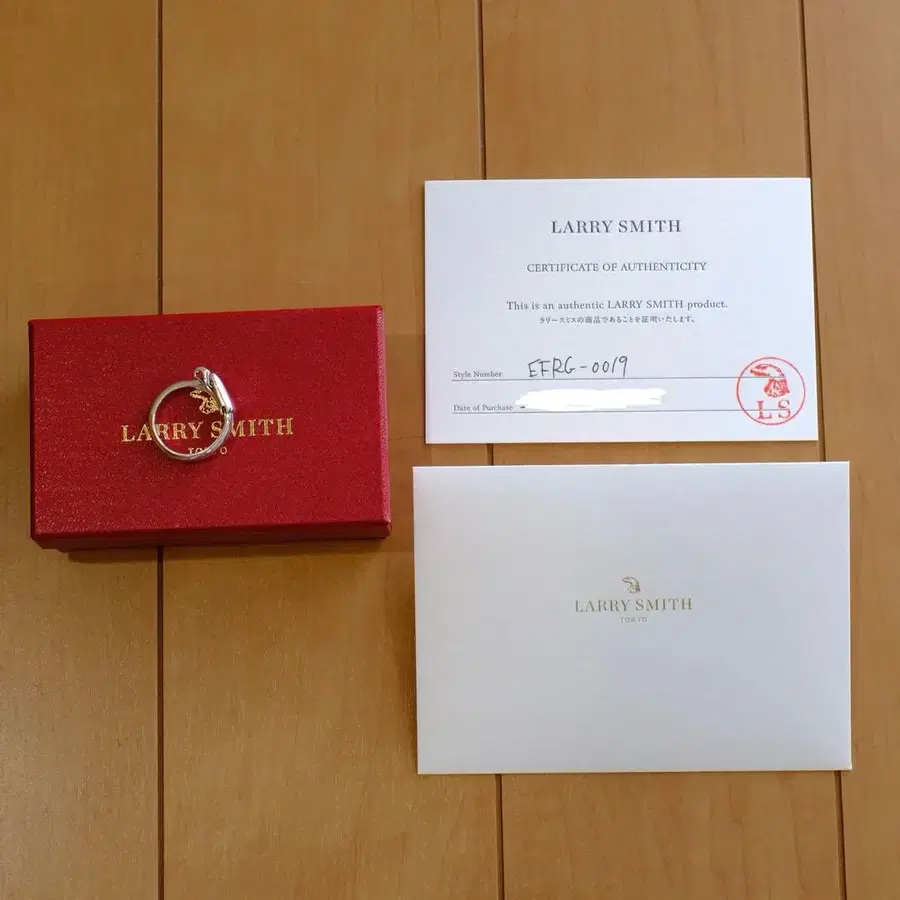 LARRY SMITH
TOKYO
LARRY SMITH
CERTIFICATE OF AUTHENTICITY
This is an authentic LARRY SMITH product.
ラリースミスの商品であることを証明いたします。
Style Number EFRG-0019
Date of Purchase
LS
LARRY SMITH
TOKYO